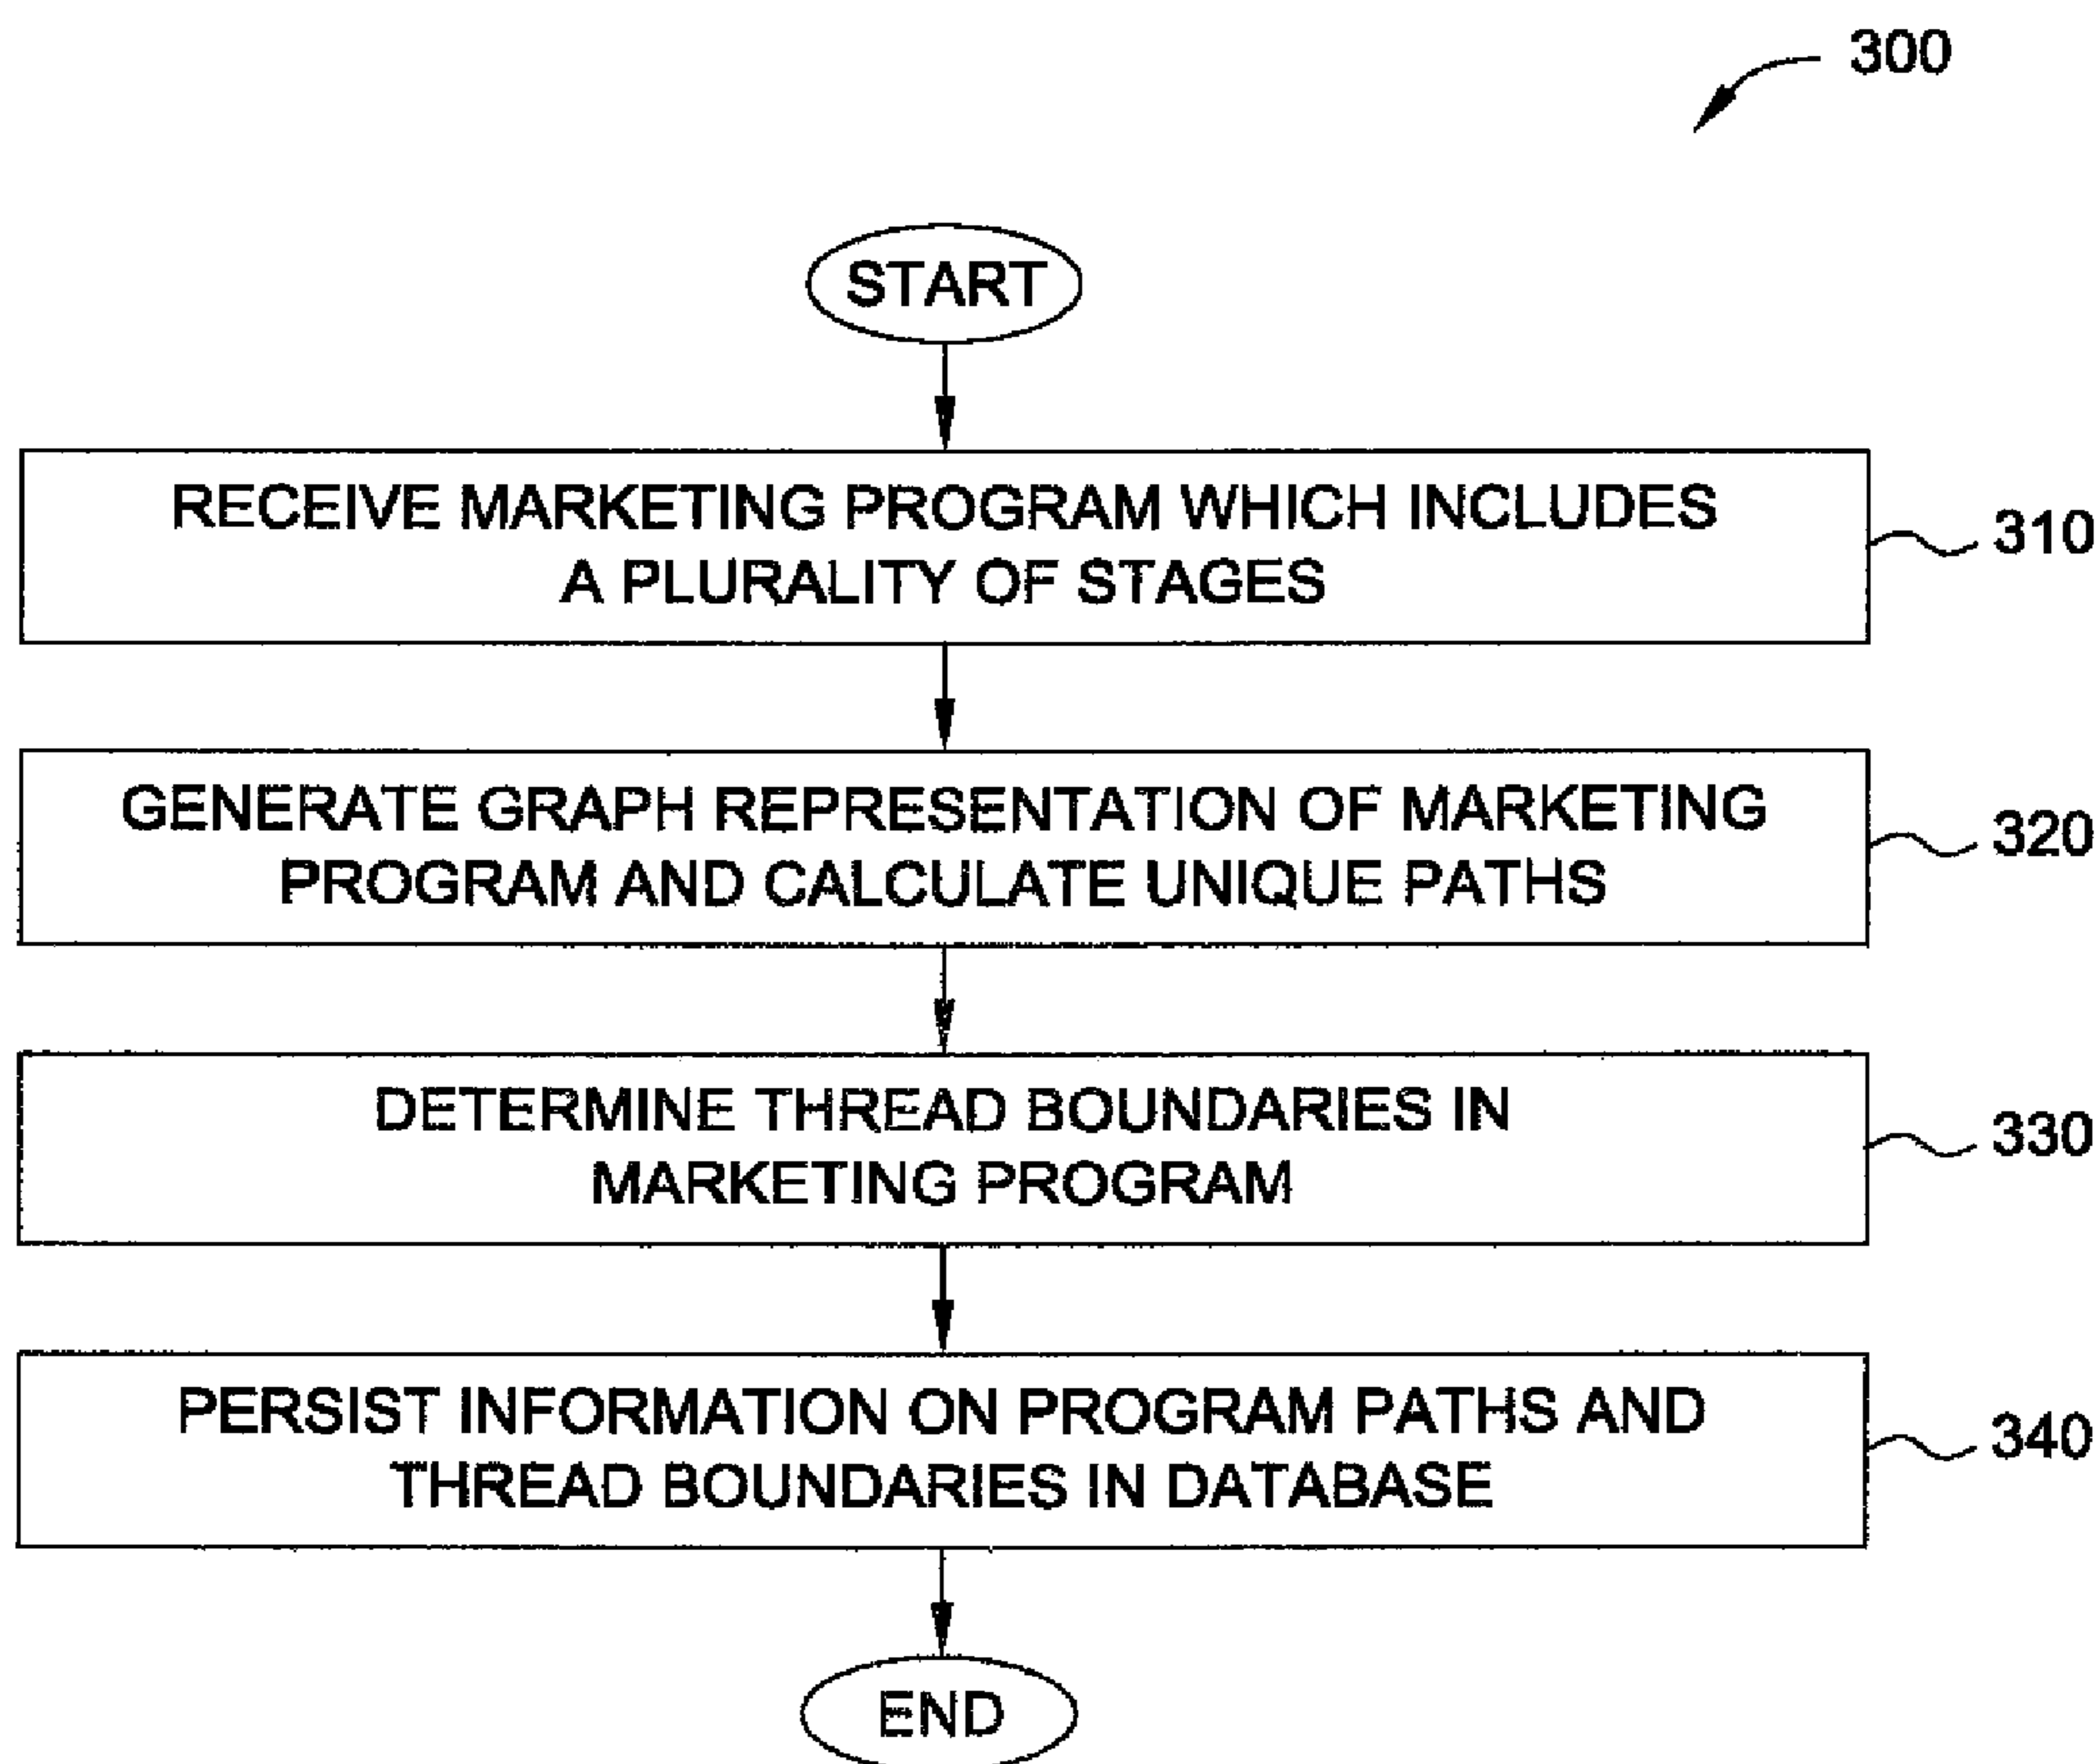 300
START
RECEIVE MARKETING PROGRAM WHICH INCLUDES
A PLURALITY OF STAGES
310
GENERATE GRAPH REPRESENTATION OF MARKETING
PROGRAM AND CALCULATE UNIQUE PATHS
320
DETERMINE THREAD BOUNDARIES IN
MARKETING PROGRAM
330
PERSIST INFORMATION ON PROGRAM PATHS AND
THREAD BOUNDARIES IN DATABASE
340
END